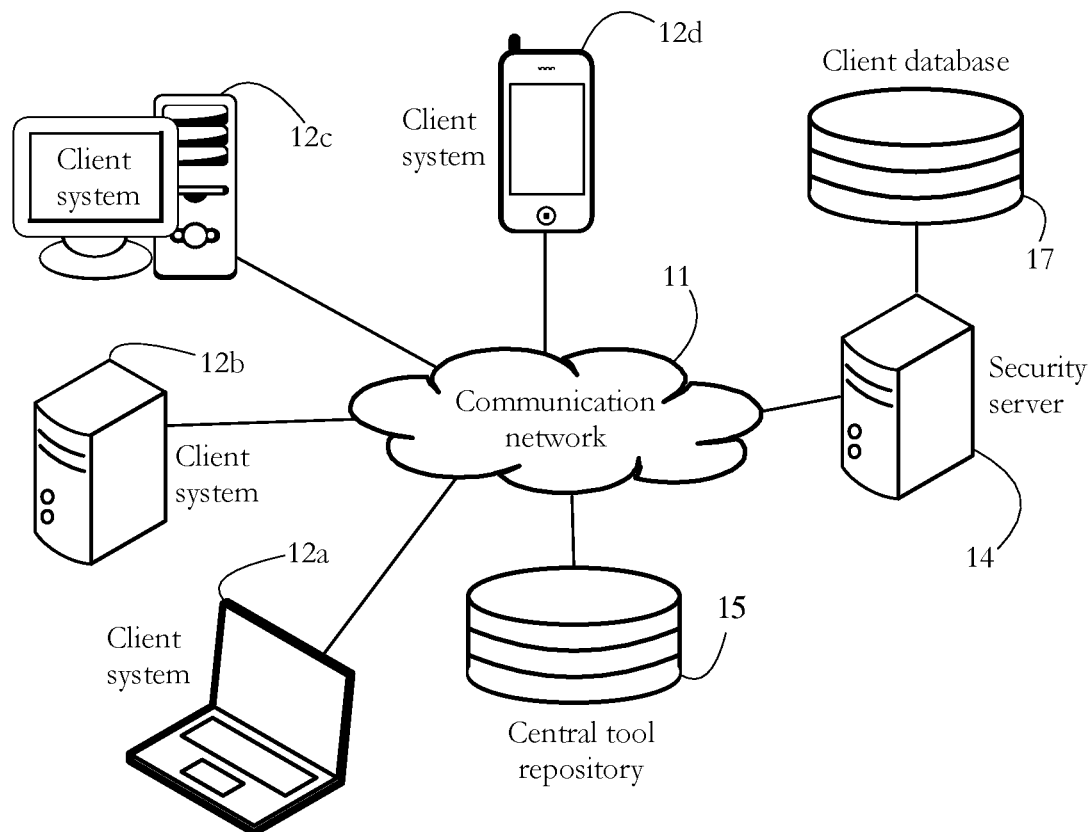 12d
Client database
12c
Client
system
Client
system
17
11
12b
Communication
network
Security
server
Client
system
14
12a
15
Client
system
Central tool
repository